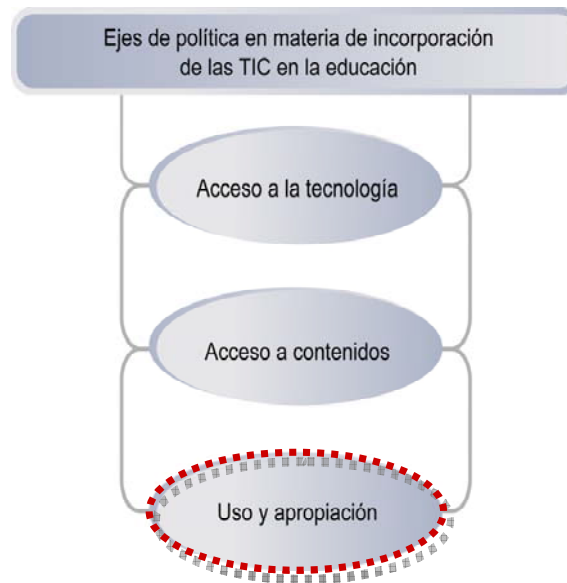 Ejes de política en materia de incorporación
de las TIC en la educación
Acceso a la tecnología
Acceso a contenidos
Uso y apropiación